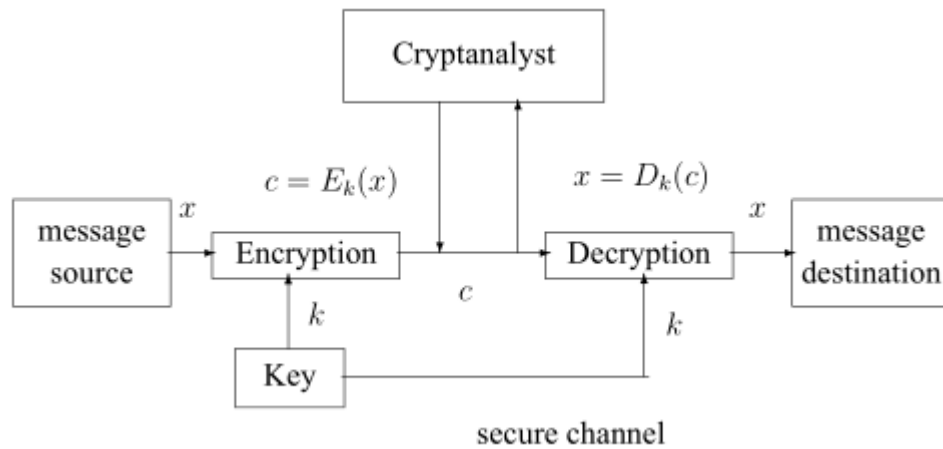 Cryptanalyst
c = E_k(x)
x = D_k(c)
x
x
message
source
Encryption
Decryption
message
destination
c
k
k
Key
secure channel